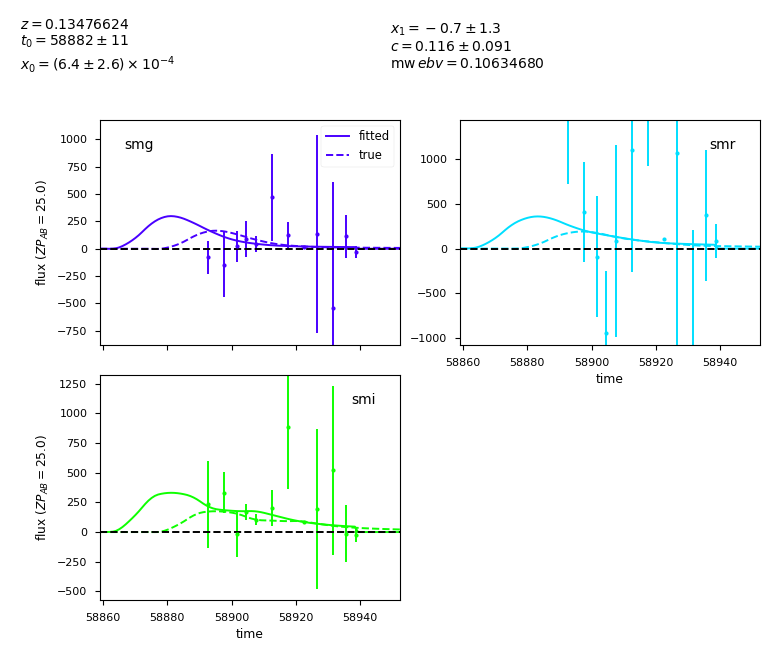 z = 0.13476624
t₀ = 58882 ± 11
x₀ = (6.4 ± 2.6) × 10⁻⁴
x₁ = −0.7 ± 1.3
c = 0.116 ± 0.091
mw ebv = 0.10634680
smg
fitted
true
1000
750
500
250
0
−250
−500
−750
flux (ZP_AB = 25.0)
smr
1000
500
0
−500
−1000
58860 58880 58900 58920 58940
time
smi
1250
1000
750
500
250
0
−250
−500
flux (ZP_AB = 25.0)
58860 58880 58900 58920 58940
time